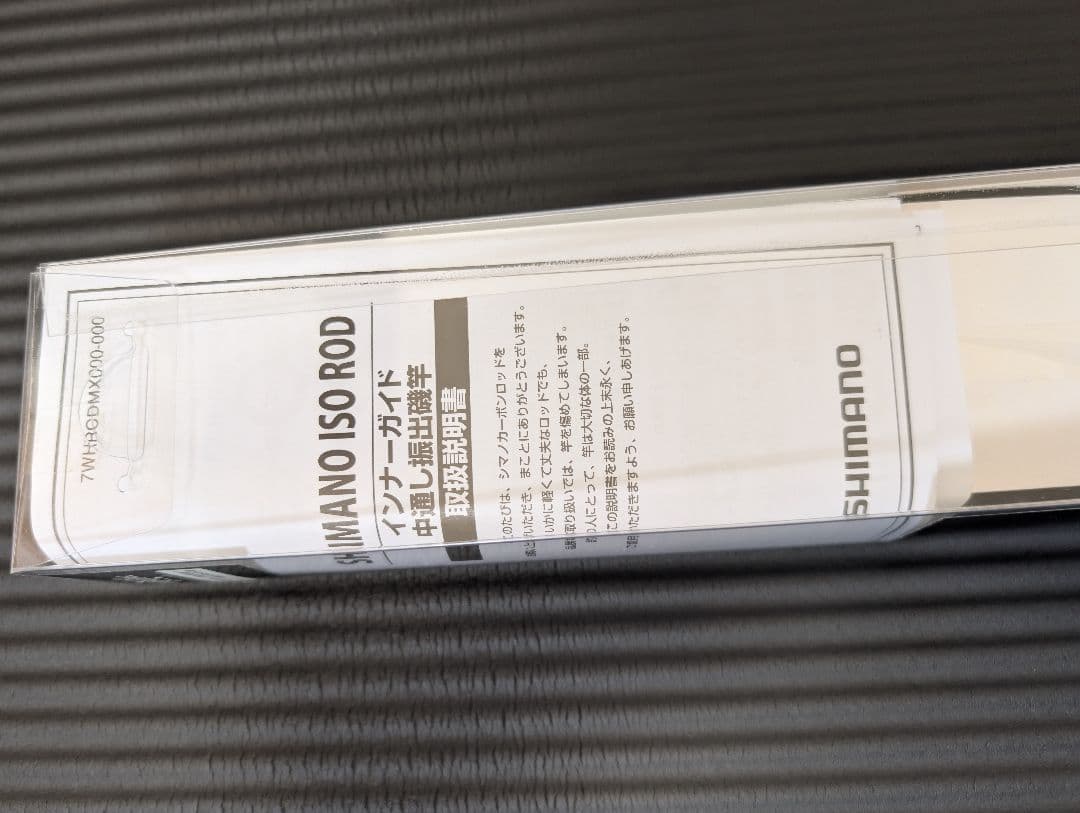 7WHRCDMX000-000
SHIMANO ISO ROD
インナーガイド
中通し振出磯竿
取扱説明書
このたびは、シマノカーボンロッドを
いただき、まことにありがとうございます。
いかに軽くて丈夫なロッドでも、
取り扱いでは、竿を傷めてしまいます。
人にとって、竿は大切な体の一部。
この説明書をお読みの上末永く、
いただきますよう、お願い申しあげます。
SHIMANO